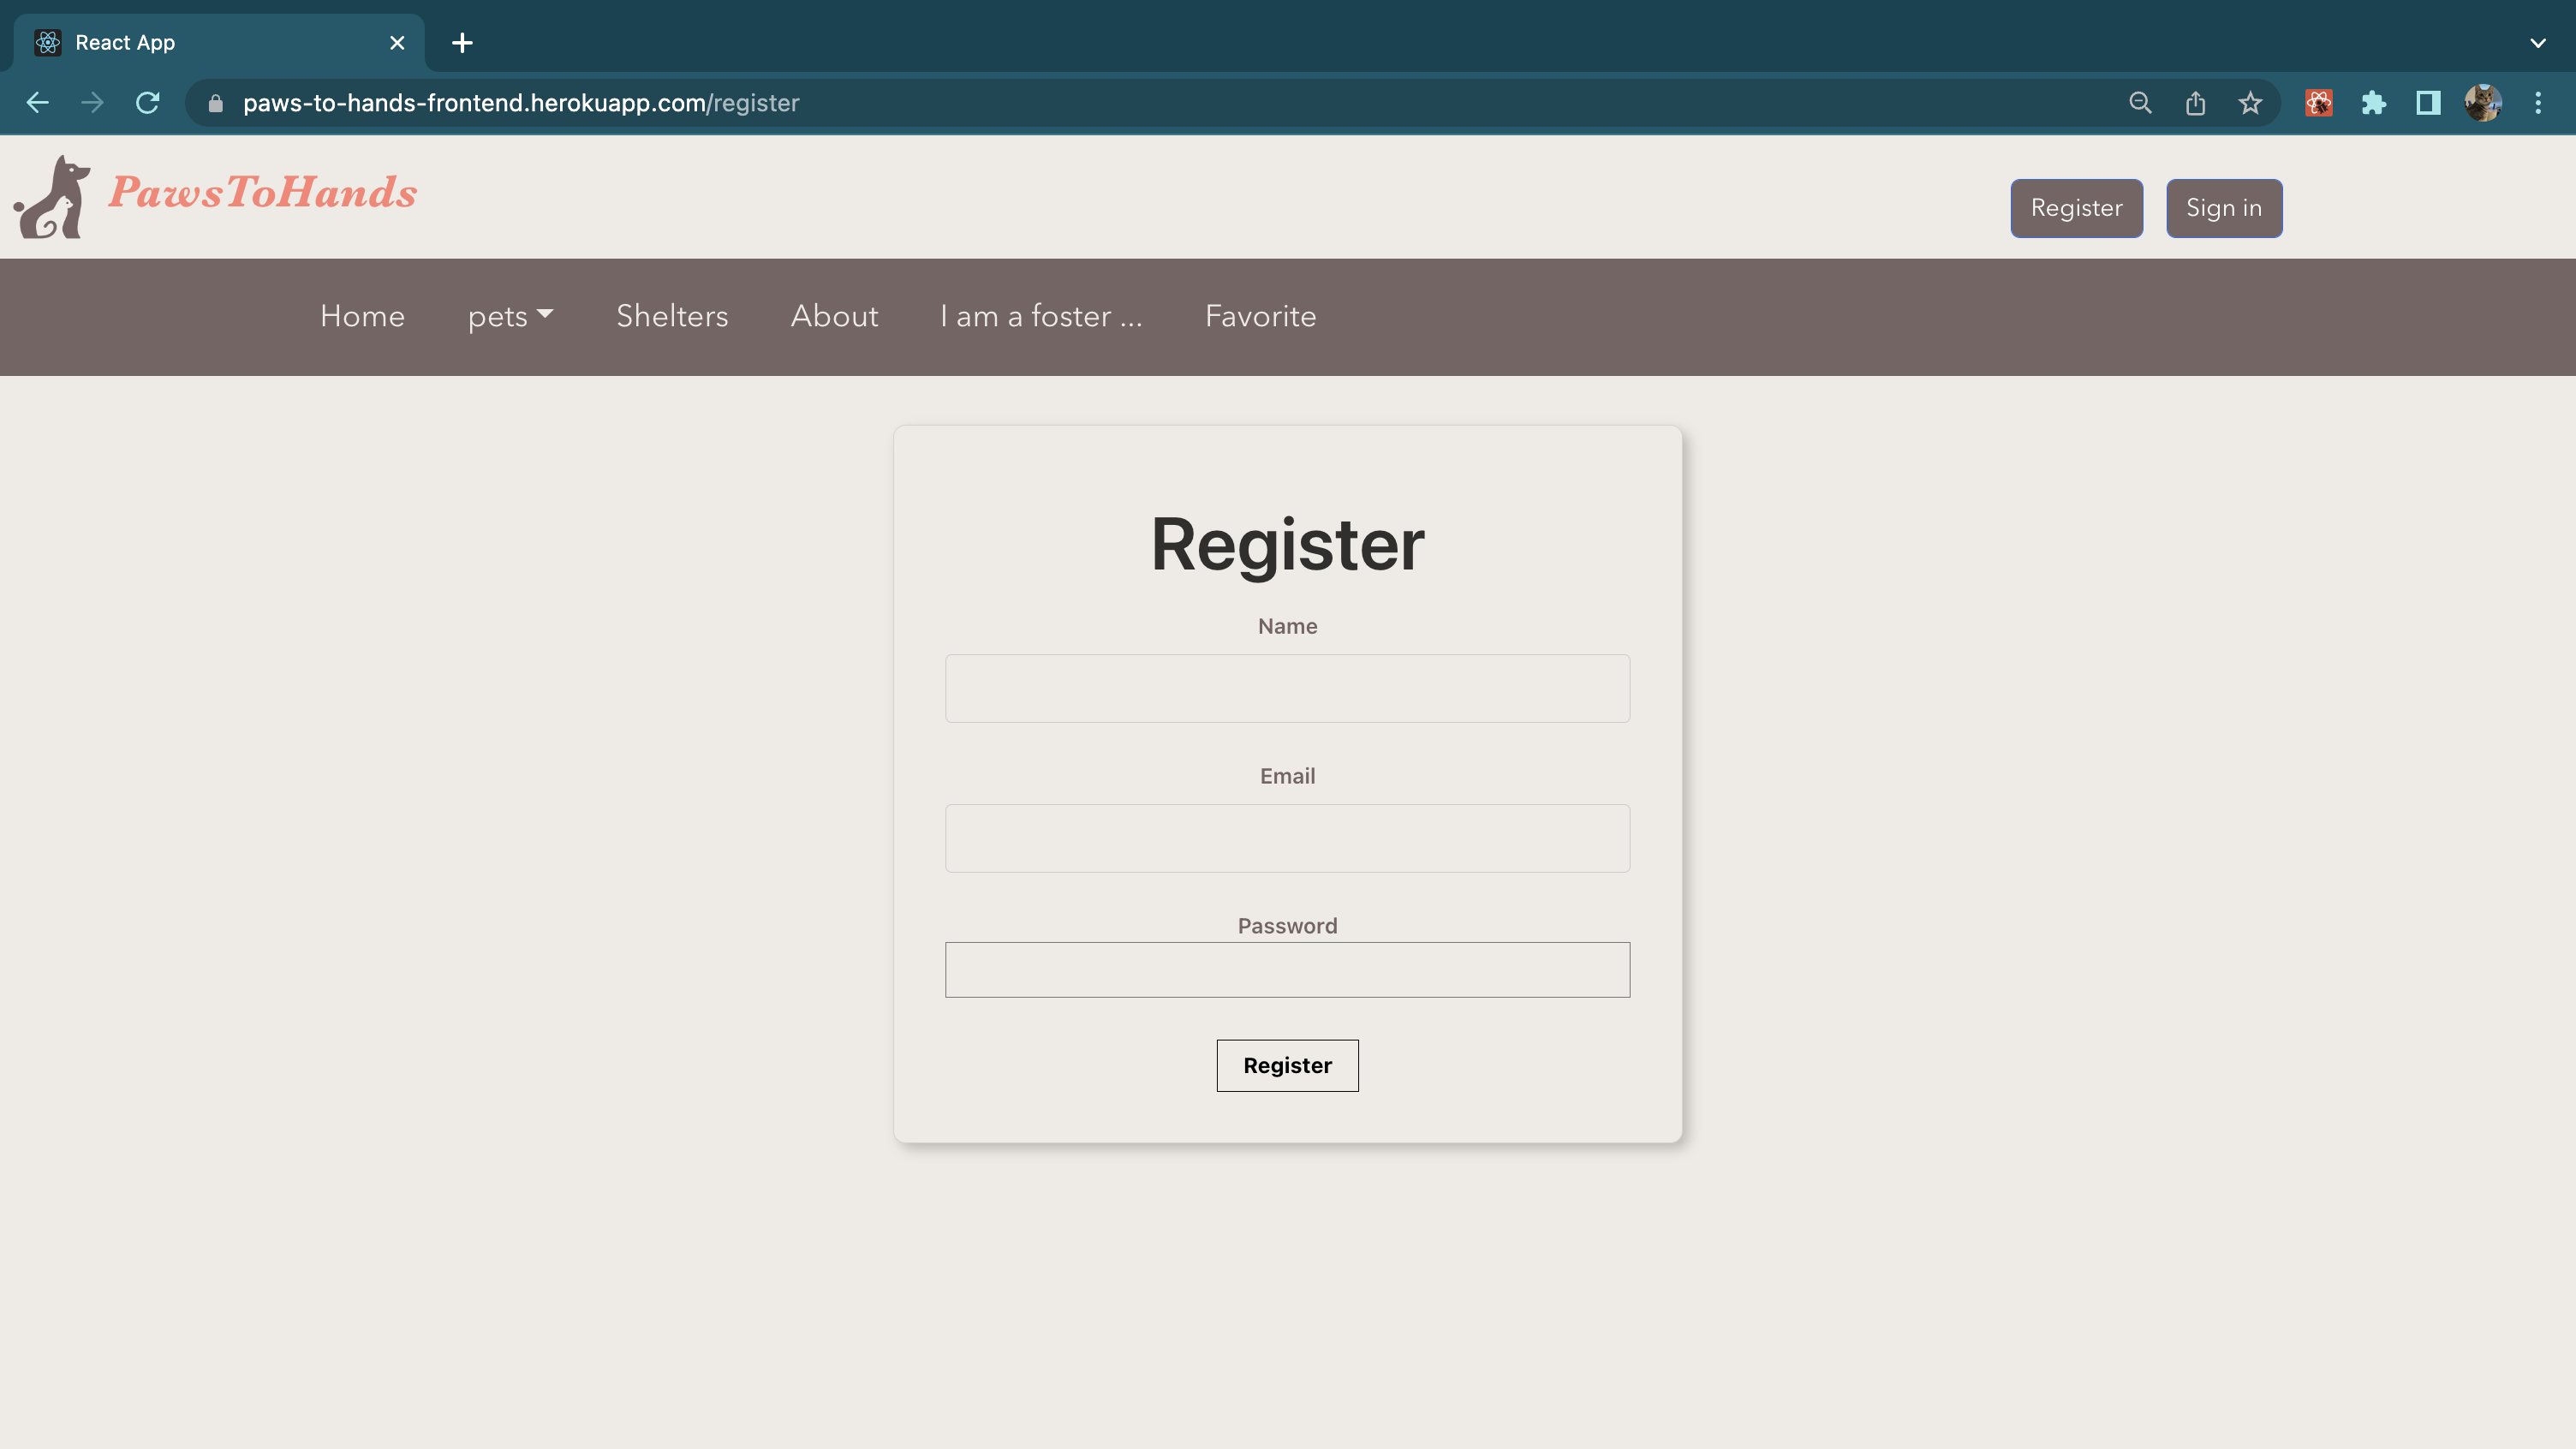 React App
paws-to-hands-frontend.herokuapp.com/register
PawsToHands
Register
Sign in
Home
pets
Shelters
About
I am a foster ...
Favorite
Register
Name
Email
Password
Register